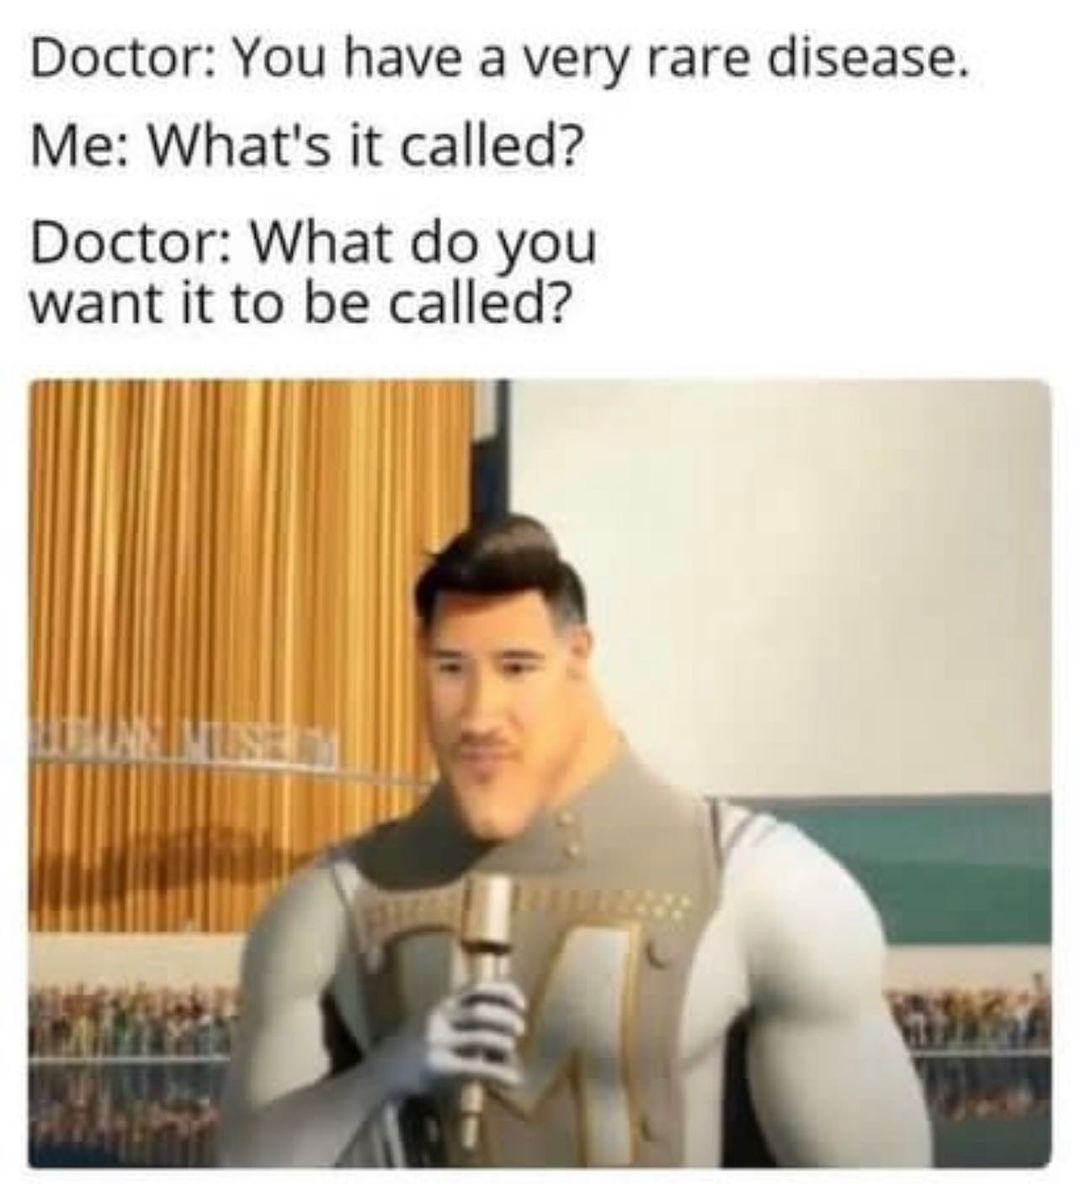 Doctor: You have a very rare disease.
Me: What's it called?
Doctor: What do you
want it to be called?
MUSEUM
M